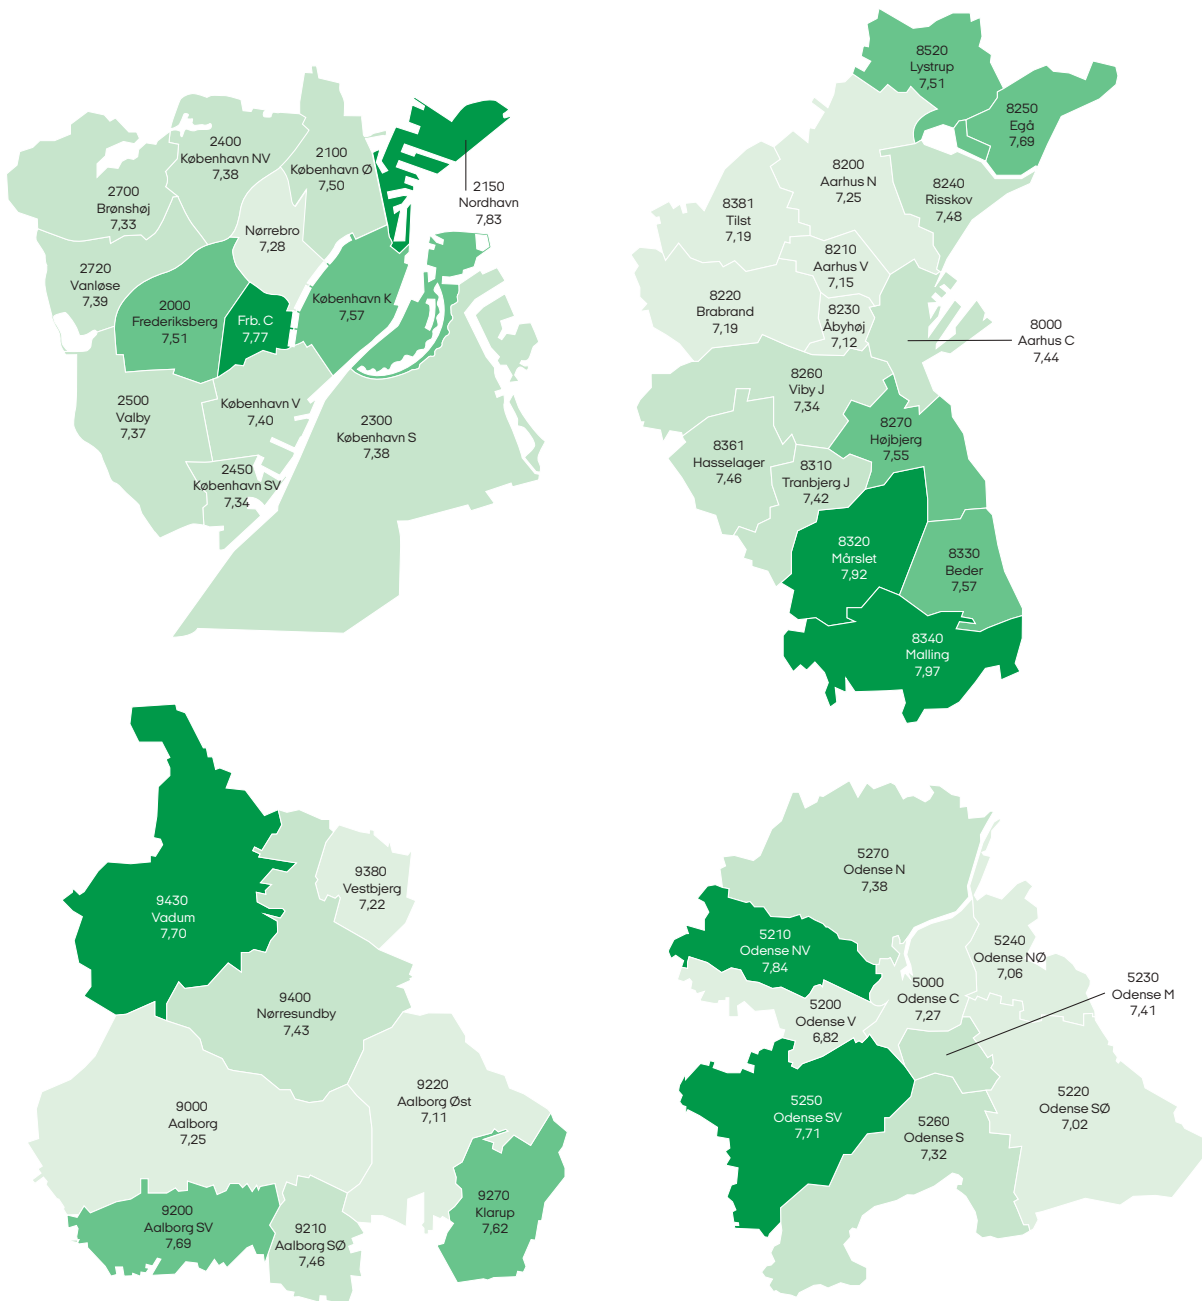 2400
København NV
7,38
2100
København Ø
7,50
2150
Nordhavn
7,83
2700
Brønshøj
7,33
Nørrebro
7,28
2720
Vanløse
7,39
2000
Frederiksberg
7,51
Frb. C
7,77
København K
7,57
2500
Valby
7,37
København V
7,40
2300
København S
7,38
2450
København SV
7,34
8520
Lystrup
7,51
8250
Egå
7,69
8200
Aarhus N
7,25
8240
Risskov
7,48
8381
Tilst
7,19
8210
Aarhus V
7,15
8220
Brabrand
7,19
8230
Åbyhøj
7,12
8000
Aarhus C
7,44
8260
Viby J
7,34
8270
Højbjerg
7,55
8361
Hasselager
7,46
8310
Tranbjerg J
7,42
8320
Mårslet
7,92
8330
Beder
7,57
8340
Malling
7,97
9380
Vestbjerg
7,22
9430
Vadum
7,70
9400
Nørresundby
7,43
9220
Aalborg Øst
7,11
9000
Aalborg
7,25
9200
Aalborg SV
7,69
9210
Aalborg SØ
7,46
9270
Klarup
7,62
5270
Odense N
7,38
5210
Odense NV
7,84
5240
Odense NØ
7,06
5230
Odense M
7,41
5000
Odense C
7,27
5200
Odense V
6,82
5250
Odense SV
7,71
5220
Odense SØ
7,02
5260
Odense S
7,32